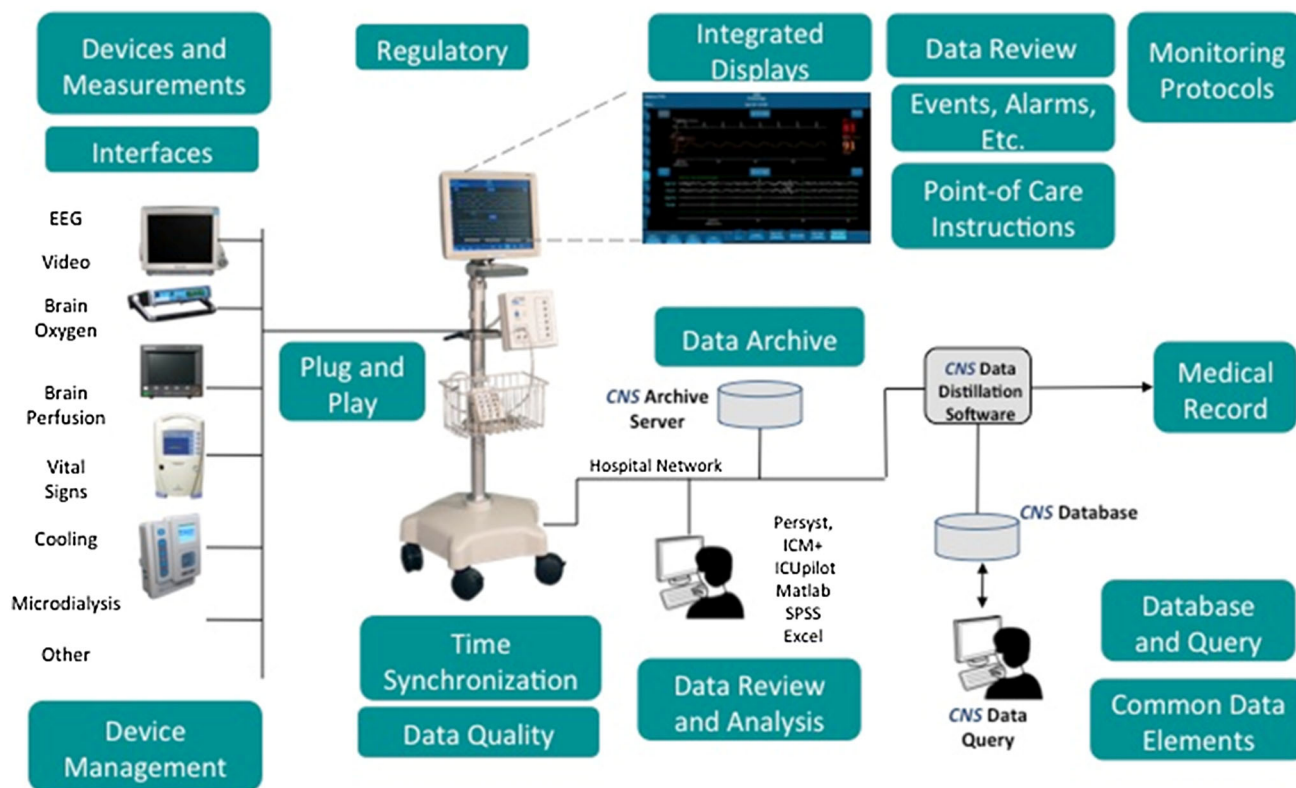 Devices and
Measurements
Regulatory
Integrated
Displays
Data Review
Monitoring
Protocols
Interfaces
Events, Alarms,
Etc.
Point-of Care
Instructions
EEG
Video
Brain
Oxygen
Brain
Perfusion
Vital
Signs
Cooling
Microdialysis
Other
Plug and
Play
Data Archive
CNS Archive
Server
CNS Data
Distillation
Software
Medical
Record
Hospital Network
CNS Database
Persyst,
ICM+
ICUpilot
Matlab
SPSS
Excel
Time
Synchronization
Data Quality
Data Review
and Analysis
Database
and Query
CNS Data
Query
Common Data
Elements
Device
Management